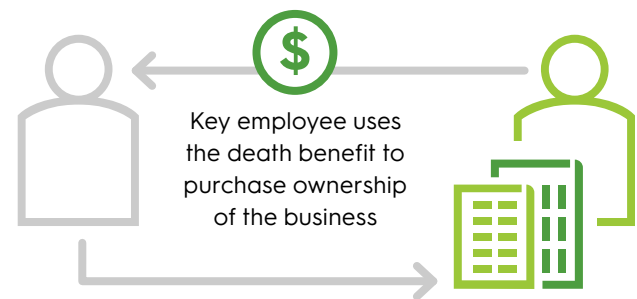 $
Key employee uses
the death benefit to
purchase ownership
of the business